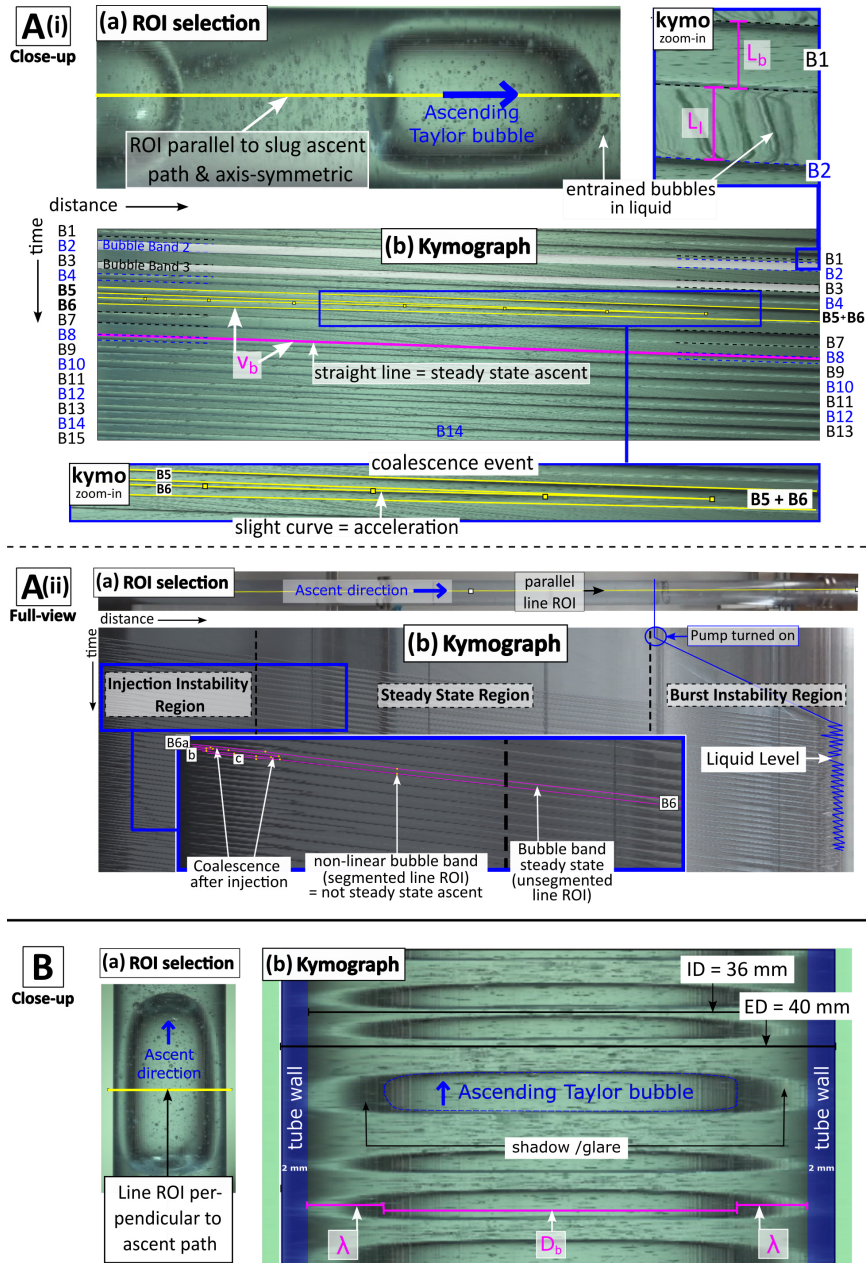 A(i)
Close-up
(a) ROI selection
Ascending
Taylor bubble
ROI parallel to slug ascent
path & axis-symmetric
kymo
zoom-in
Lb
B1
Ll
B2
entrained bubbles
in liquid
distance
time
(b) Kymograph
B1
B2
B3
B4
B5
B6
B7
B8
B9
B10
B11
B12
B13
B14
B15
Bubble Band 2
Bubble Band 3
vb
straight line = steady state ascent
B14
B1
B2
B3
B4
B5+B6
B7
B8
B9
B10
B11
B12
B13
kymo
zoom-in
B5
B6
coalescence event
B5 + B6
slight curve = acceleration
A(ii)
Full-view
(a) ROI selection
Ascent direction
parallel
line ROI
distance
time
(b) Kymograph
Pump turned on
Injection Instability
Region
Steady State Region
Burst Instability Region
Liquid Level
B6a
b
c
B6
Coalescence
after injection
non-linear bubble band
(segmented line ROI)
= not steady state ascent
Bubble band
steady state
(unsegmented
line ROI)
B
Close-up
(a) ROI selection
Ascent
direction
Line ROI per-
pendicular to
ascent path
(b) Kymograph
ID = 36 mm
ED = 40 mm
tube wall
2 mm
Ascending Taylor bubble
shadow /glare
tube wall
2 mm
λ
Db
λ